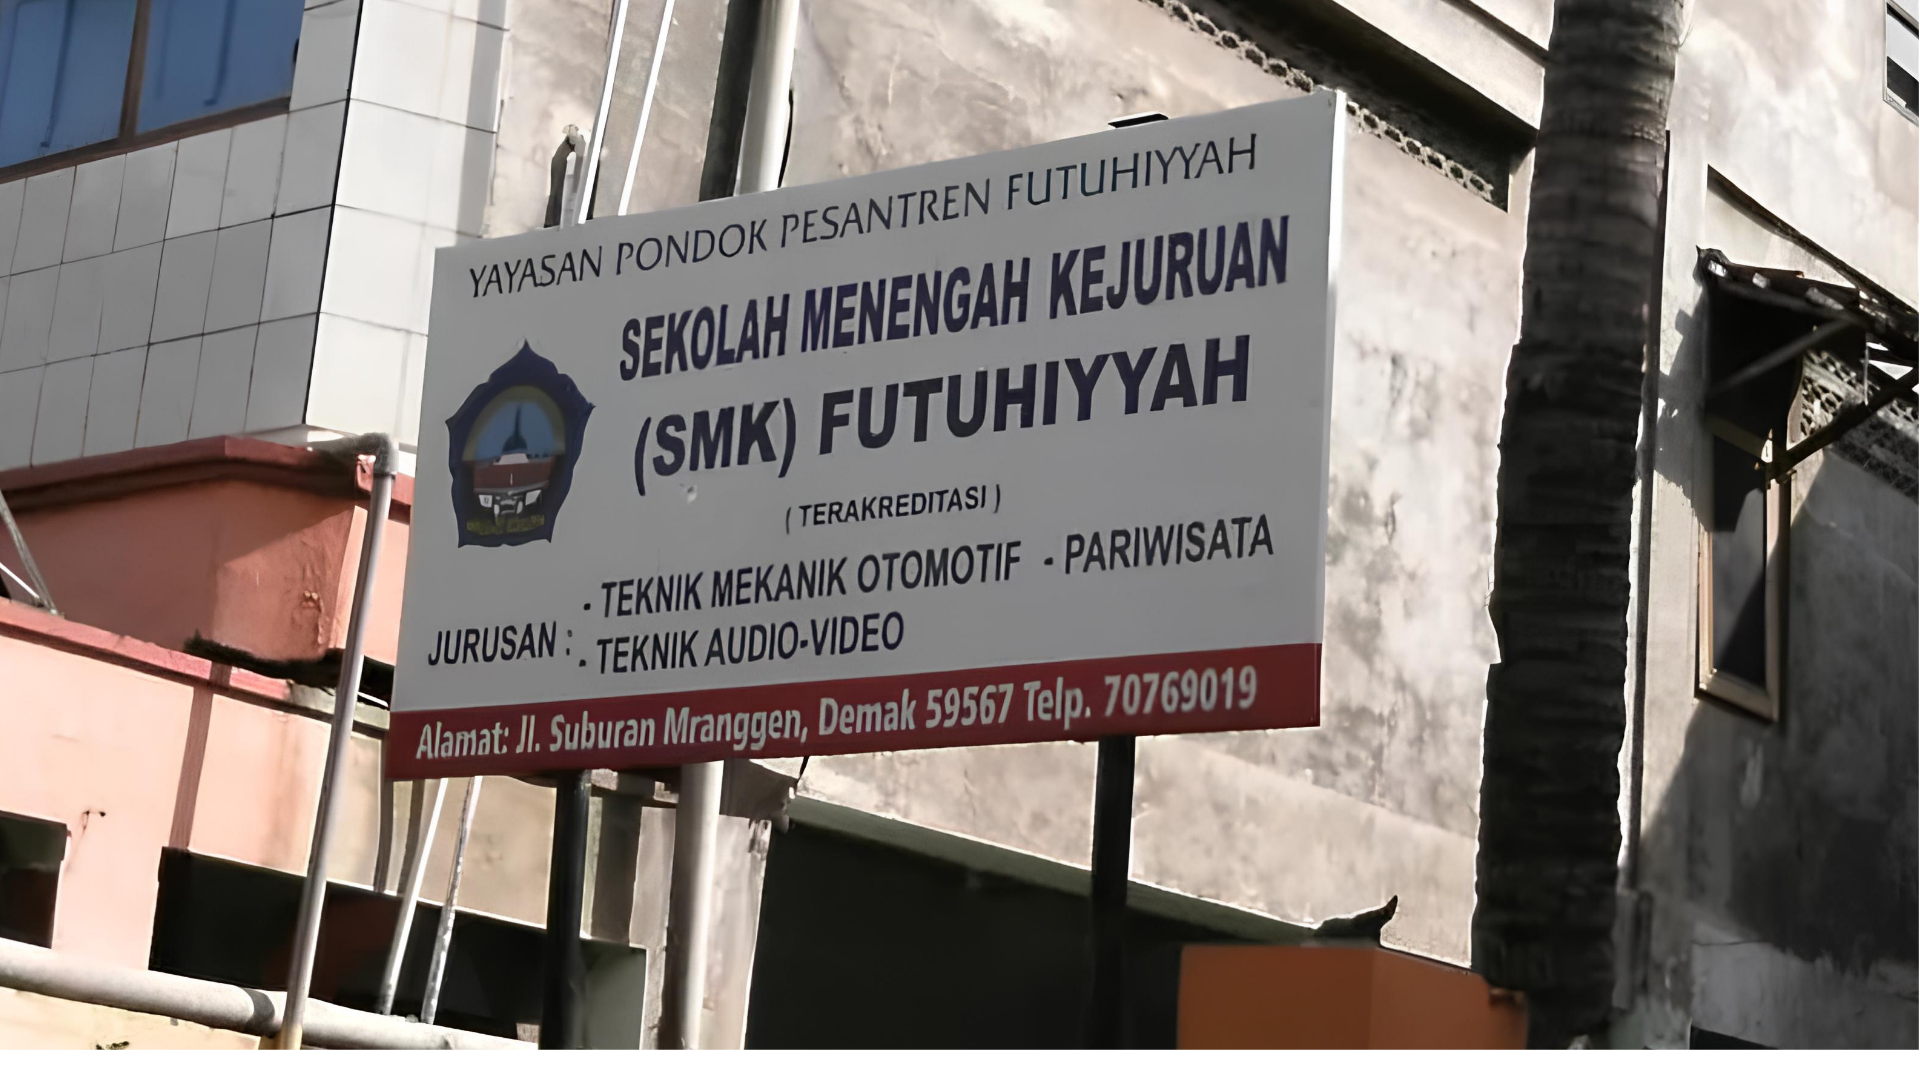 YAYASAN PONDOK PESANTREN FUTUHIYYAH
SEKOLAH MENENGAH KEJURUAN
(SMK) FUTUHIYYAH
( TERAKREDITASI )
JURUSAN : - TEKNIK MEKANIK OTOMOTIF - PARIWISATA
- TEKNIK AUDIO-VIDEO
Alamat: Jl. Suburan Mranggen, Demak 59567 Telp. 70769019